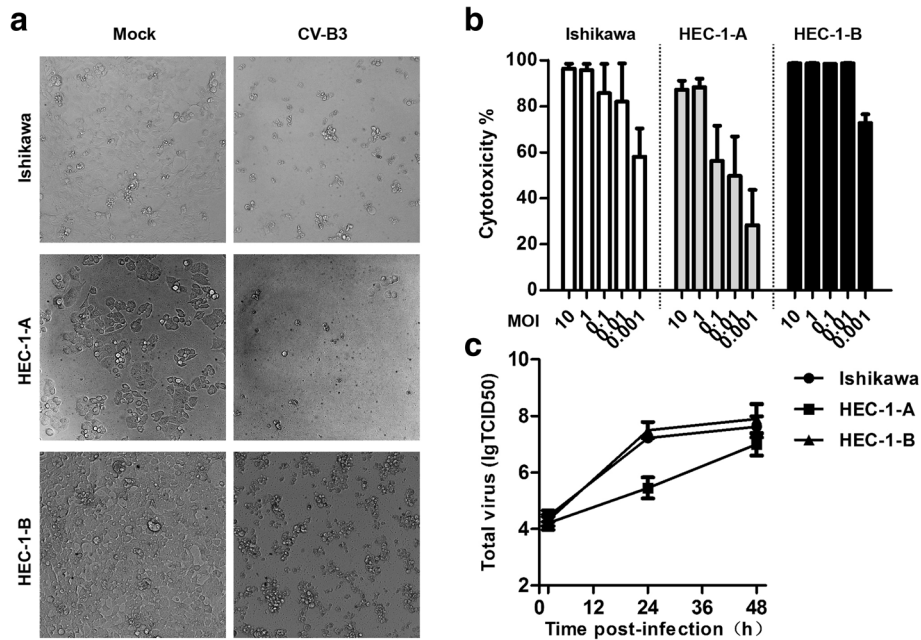 a
Mock CV-B3
Ishikawa
HEC-1-A
HEC-1-B
b
Ishikawa HEC-1-A HEC-1-B
Cytotoxicity %
100
80
60
40
20
0
MOI 10 1 0.1 0.01 0.001 10 1 0.1 0.01 0.001 10 1 0.1 0.01 0.001
c
Total virus (lgTCID50)
8
6
4
2
0 12 24 36 48
Time post-infection (h)
Ishikawa
HEC-1-A
HEC-1-B